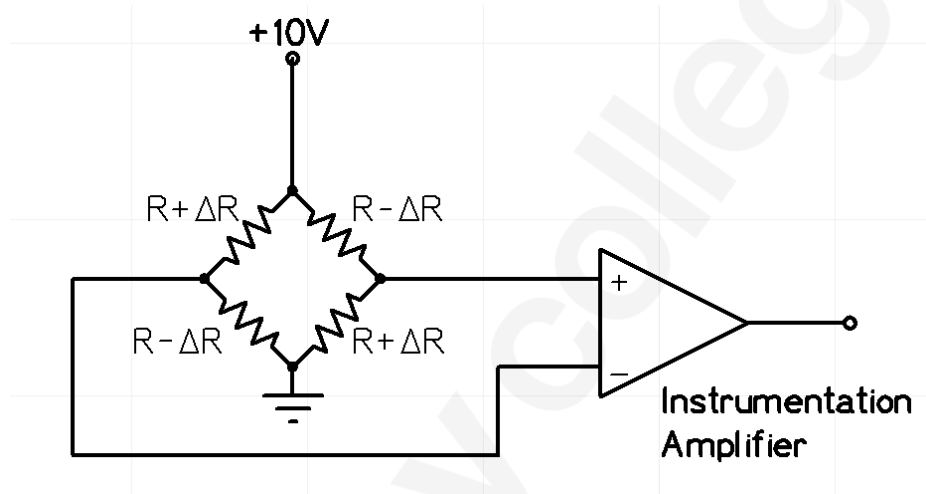 +10V
R+ΔR
R-ΔR
R-ΔR
R+ΔR
+
-
Instrumentation
Amplifier